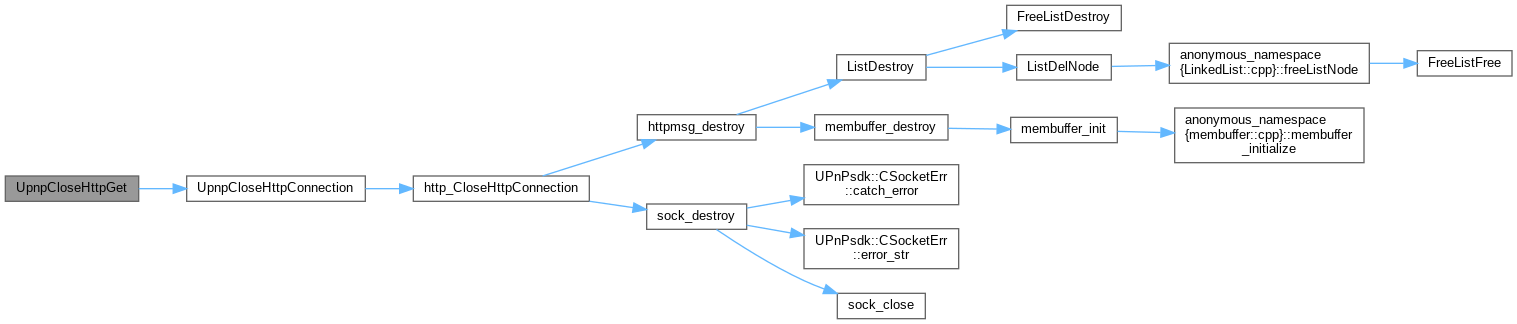 UpnpCloseHttpGet
UpnpCloseHttpConnection
http_CloseHttpConnection
httpmsg_destroy
ListDestroy
FreeListDestroy
ListDelNode
anonymous_namespace
{LinkedList::cpp}::freeListNode
FreeListFree
membuffer_destroy
membuffer_init
anonymous_namespace
{membuffer::cpp}::membuffer
_initialize
sock_destroy
UPnPsdk::CSocketErr
::catch_error
UPnPsdk::CSocketErr
::error_str
sock_close